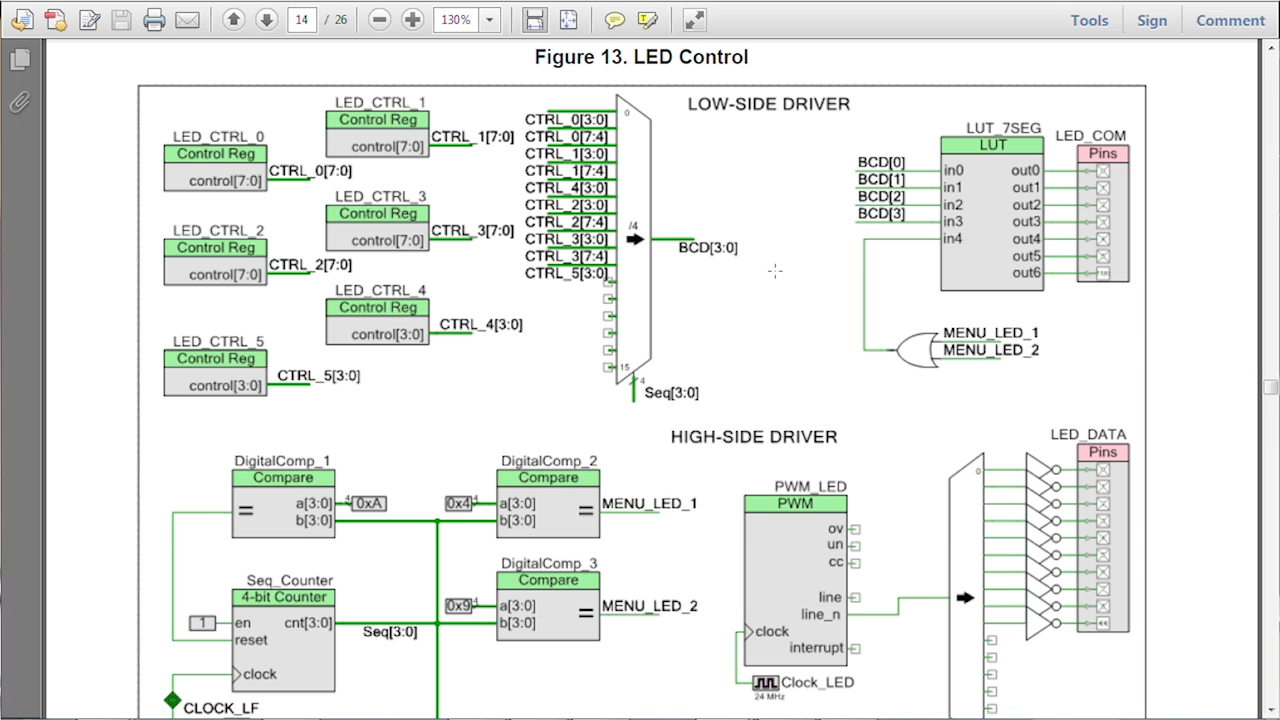 14 / 26
130%
Tools
Sign
Comment
Figure 13. LED Control
LOW-SIDE DRIVER
LED_CTRL_0
Control Reg
control[7:0]
CTRL_0[7:0]
LED_CTRL_1
Control Reg
control[7:0]
CTRL_1[7:0]
LED_CTRL_2
Control Reg
control[7:0]
CTRL_2[7:0]
LED_CTRL_3
Control Reg
control[7:0]
CTRL_3[7:0]
LED_CTRL_4
Control Reg
control[3:0]
CTRL_4[3:0]
LED_CTRL_5
Control Reg
control[3:0]
CTRL_5[3:0]
CTRL_0[3:0]
CTRL_0[7:4]
CTRL_1[3:0]
CTRL_1[7:4]
CTRL_4[3:0]
CTRL_2[3:0]
CTRL_2[7:4]
CTRL_3[3:0]
CTRL_3[7:4]
CTRL_5[3:0]
0
/4
15
4
Seq[3:0]
BCD[3:0]
LUT_7SEG
LUT
BCD[0]
BCD[1]
BCD[2]
BCD[3]
in0
in1
in2
in3
in4
out0
out1
out2
out3
out4
out5
out6
LED_COM
Pins
MENU_LED_1
MENU_LED_2
HIGH-SIDE DRIVER
DigitalComp_1
Compare
=
a[3:0]
b[3:0]
4
0xA
DigitalComp_2
Compare
0x4
4
a[3:0]
b[3:0]
=
MENU_LED_1
DigitalComp_3
Compare
0x9
4
a[3:0]
b[3:0]
=
MENU_LED_2
Seq_Counter
4-bit Counter
1
en
reset
clock
cnt[3:0]
Seq[3:0]
CLOCK_LF
PWM_LED
PWM
ov
un
cc
line
line_n
clock
interrupt
Clock_LED
24 MHz
0
LED_DATA
Pins